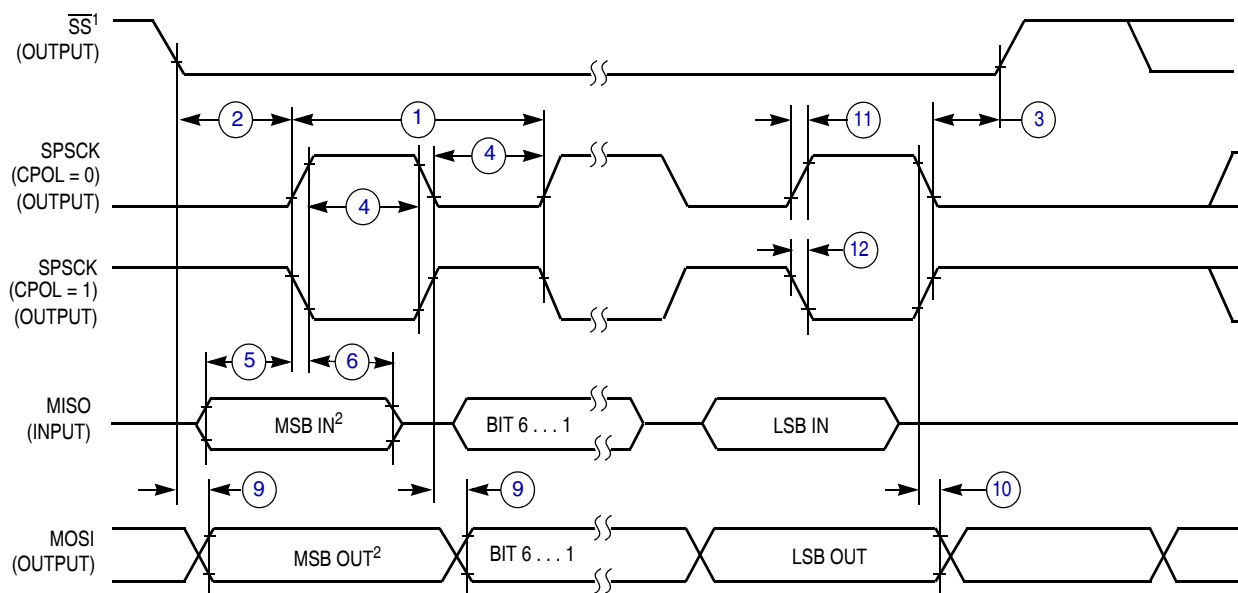 SS¹
(OUTPUT)
2
1
11
3
SPSCK
(CPOL = 0)
(OUTPUT)
4
4
SPSCK
(CPOL = 1)
(OUTPUT)
12
5
6
MISO
(INPUT)
MSB IN²
BIT 6 . . . 1
LSB IN
9
9
10
MOSI
(OUTPUT)
MSB OUT²
BIT 6 . . . 1
LSB OUT